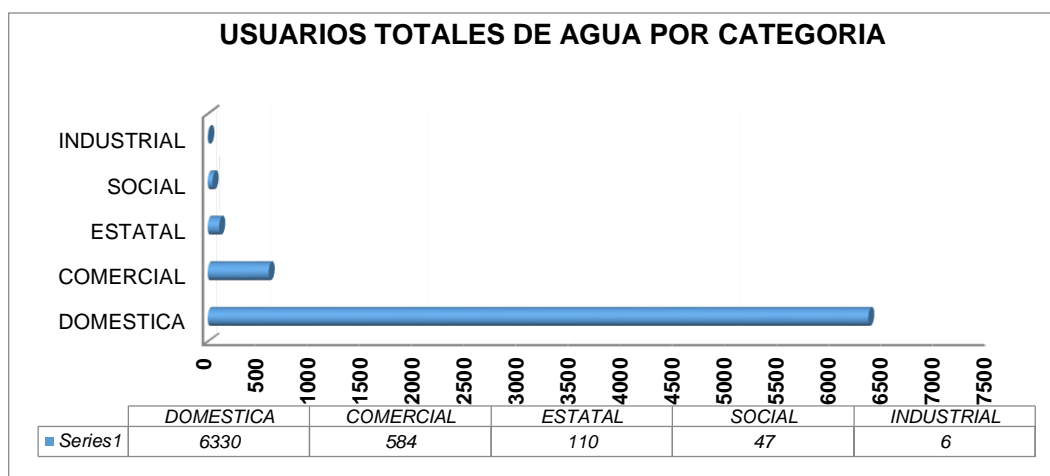 USUARIOS TOTALES DE AGUA POR CATEGORIA
INDUSTRIAL
SOCIAL
ESTATAL
COMERCIAL
DOMESTICA
0 500 1000 1500 2000 2500 3000 3500 4000 4500 5000 5500 6000 6500 7000 7500
DOMESTICA COMERCIAL ESTATAL SOCIAL INDUSTRIAL
Series1 6330 584 110 47 6